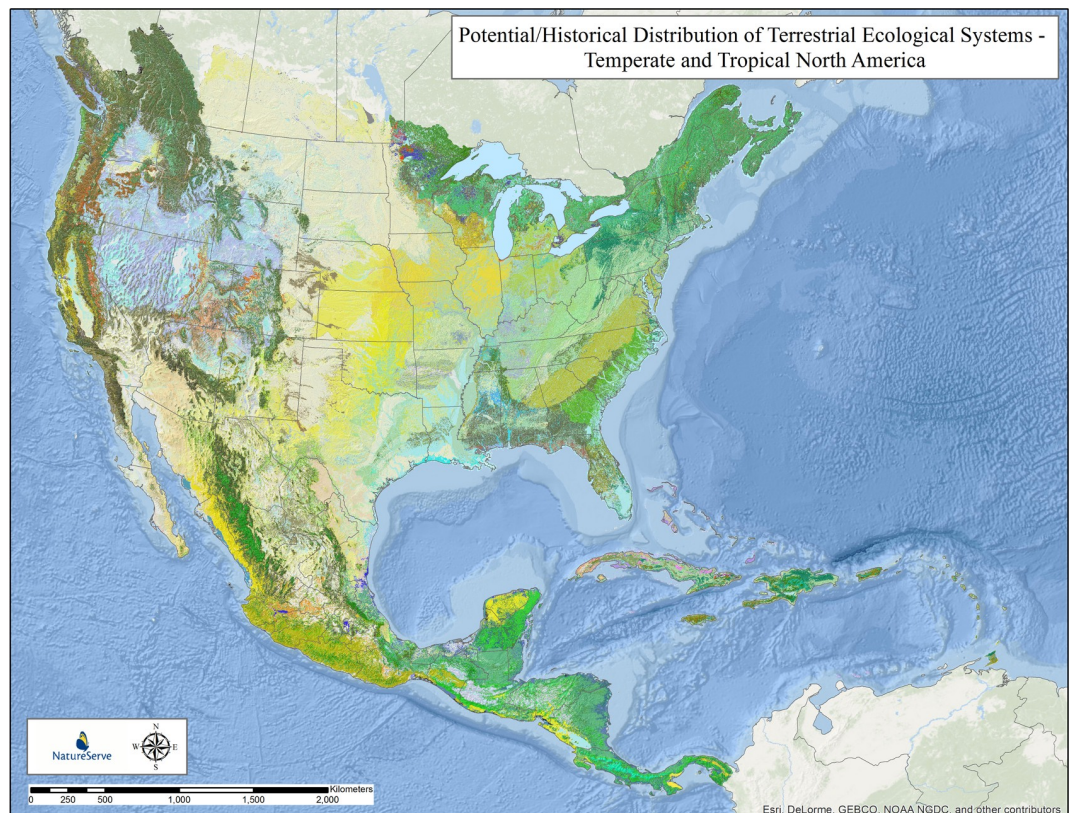 Potential/Historical Distribution of Terrestrial Ecological Systems -
Temperate and Tropical North America
NatureServe
N
W E
S
Kilometers
0 250 500 1,000 1,500 2,000
Esri, DeLorme, GEBCO, NOAA NGDC, and other contributors